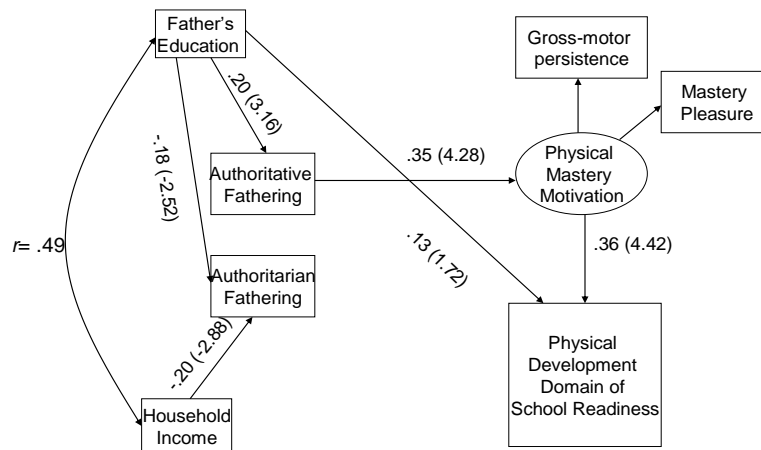 Father's
Education
Gross-motor
persistence
Mastery
Pleasure
.20 (3.16)
-.18 (-2.52)
.35 (4.28)
Authoritative
Fathering
Physical
Mastery
Motivation
r= .49
.13 (1.72)
.36 (4.42)
Authoritarian
Fathering
-.20 (-2.88)
Physical
Development
Domain of
School Readiness
Household
Income